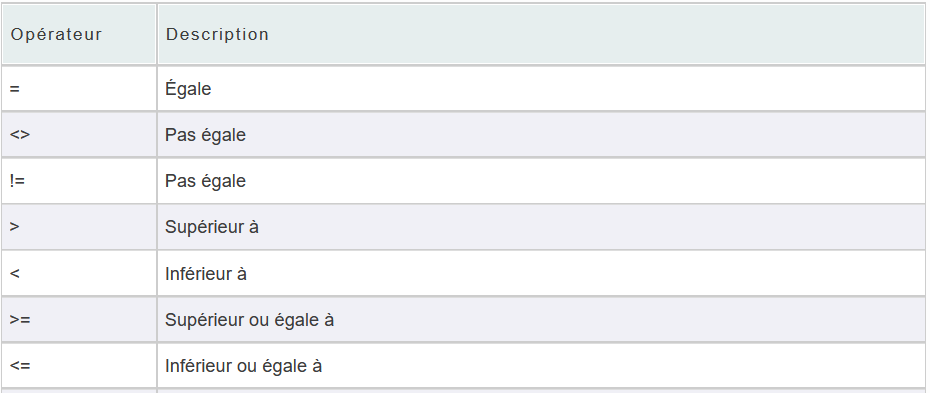 Opérateur Description
= Égale
<> Pas égale
!= Pas égale
> Supérieur à
< Inférieur à
>= Supérieur ou égale à
<= Inférieur ou égale à